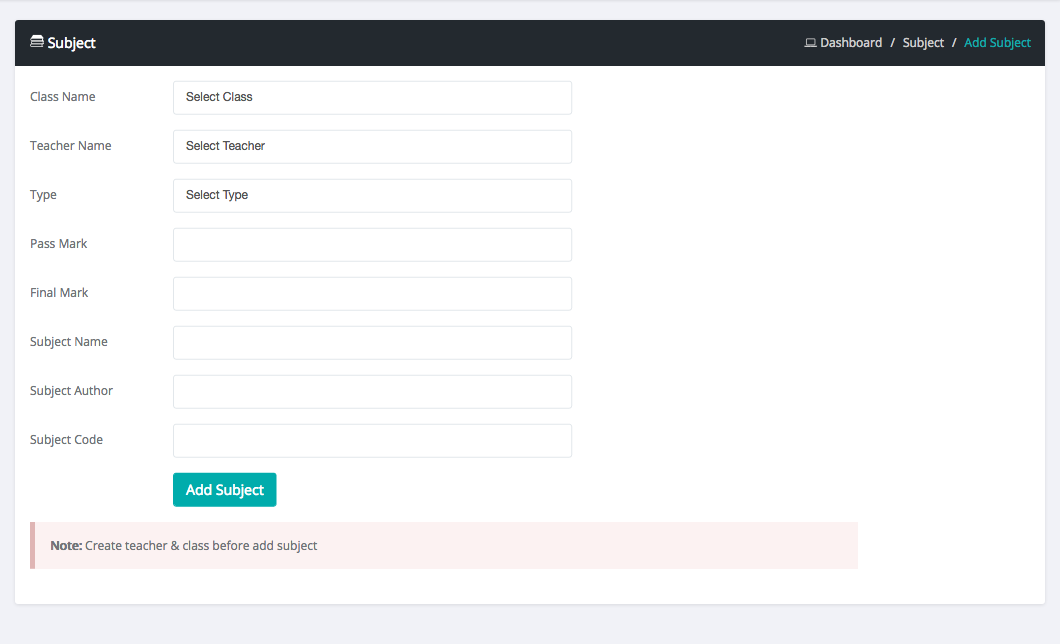 Subject
Dashboard / Subject / Add Subject
Class Name Select Class
Teacher Name Select Teacher
Type Select Type
Pass Mark
Final Mark
Subject Name
Subject Author
Subject Code
Add Subject
Note: Create teacher & class before add subject